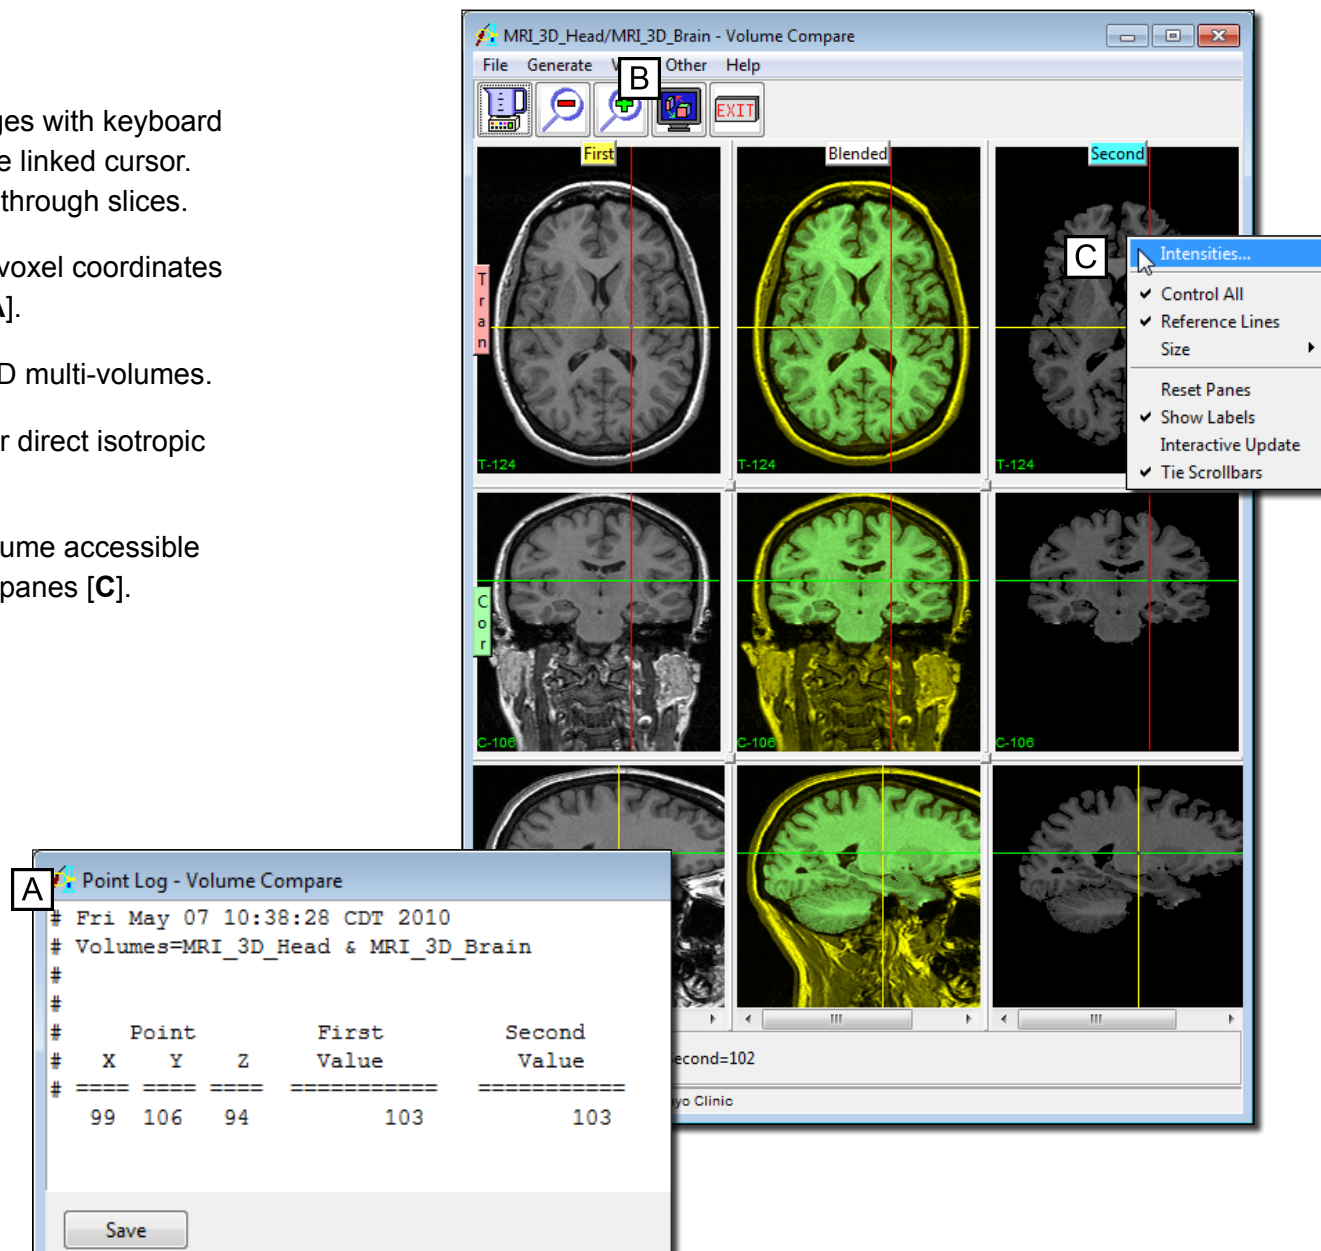 ges with keyboard
e linked cursor.
through slices.
voxel coordinates
A].
D multi-volumes.
r direct isotropic
ume accessible
panes [C].
MRI_3D_Head/MRI_3D_Brain - Volume Compare
File Generate Other Help
B
EXIT
First Blended Second
Tran
T-124 T-124 T-124
C
Intensities...
Control All
Reference Lines
Size
Reset Panes
Show Labels
Interactive Update
Tie Scrollbars
Cor
C-106 C-106 C-106
econd=102
yo Clinic
A
Point Log - Volume Compare
# Fri May 07 10:38:28 CDT 2010
# Volumes=MRI_3D_Head & MRI_3D_Brain
#
#
# Point First Second
# X Y Z Value Value
# ==== ==== ==== =========== ===========
99 106 94 103 103
Save